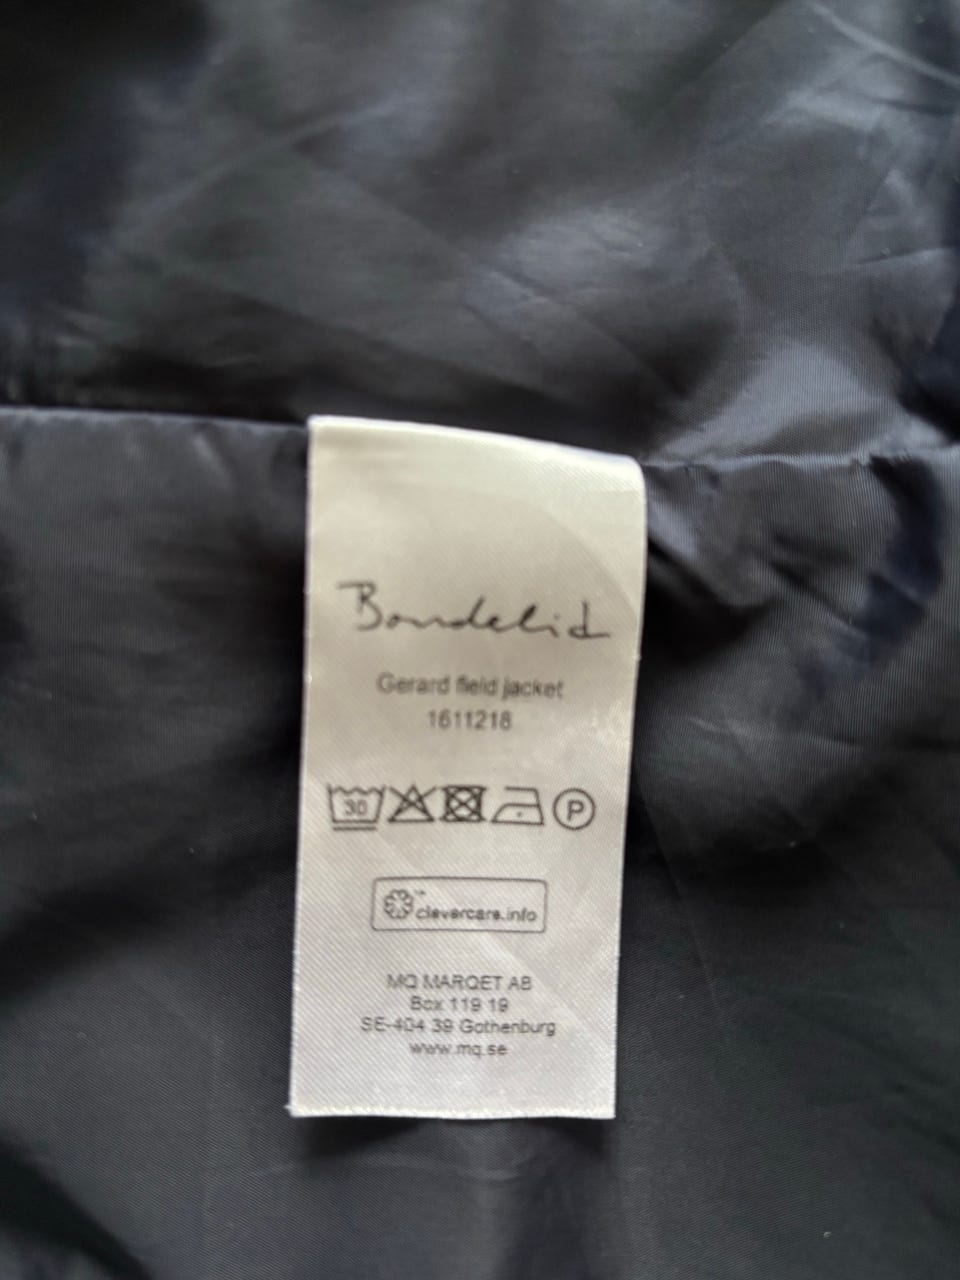 Bondelid
Gerard field jacket
1611218
30
P
clevercare.info
MQ MARQET AB
Box 119 19
SE-404 39 Gothenburg
www.mq.se